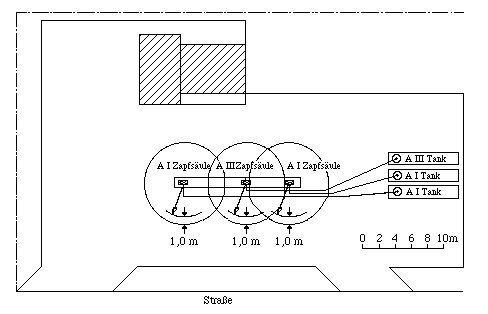 A I Zapfsäule A III Zapfsäule A I Zapfsäule
A III Tank
A I Tank
A I Tank
1,0 m 1,0 m 1,0 m
0 2 4 6 8 10m
Straße